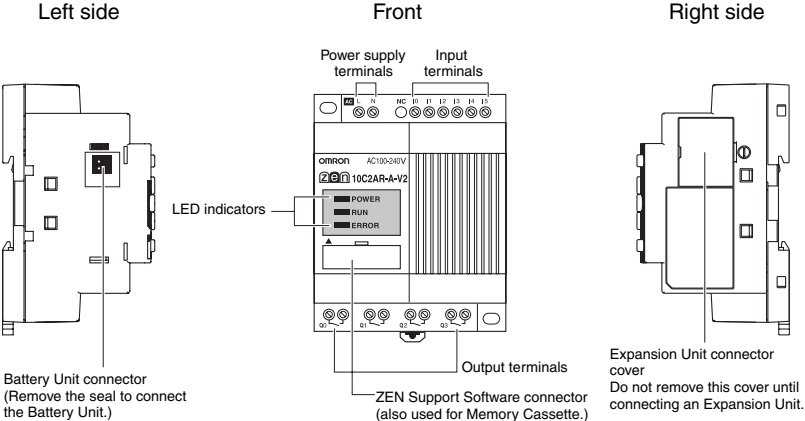 Left side
Front
Right side
Power supply
terminals
Input
terminals
AC L N NC I0 I1 I2 I3 I4 I5
OMRON AC100-240V
ZEN 10C2AR-A-V2
LED indicators
POWER
RUN
ERROR
Q0 Q1 Q2 Q3
Output terminals
Battery Unit connector
(Remove the seal to connect
the Battery Unit.)
ZEN Support Software connector
(also used for Memory Cassette.)
Expansion Unit connector
cover
Do not remove this cover until
connecting an Expansion Unit.